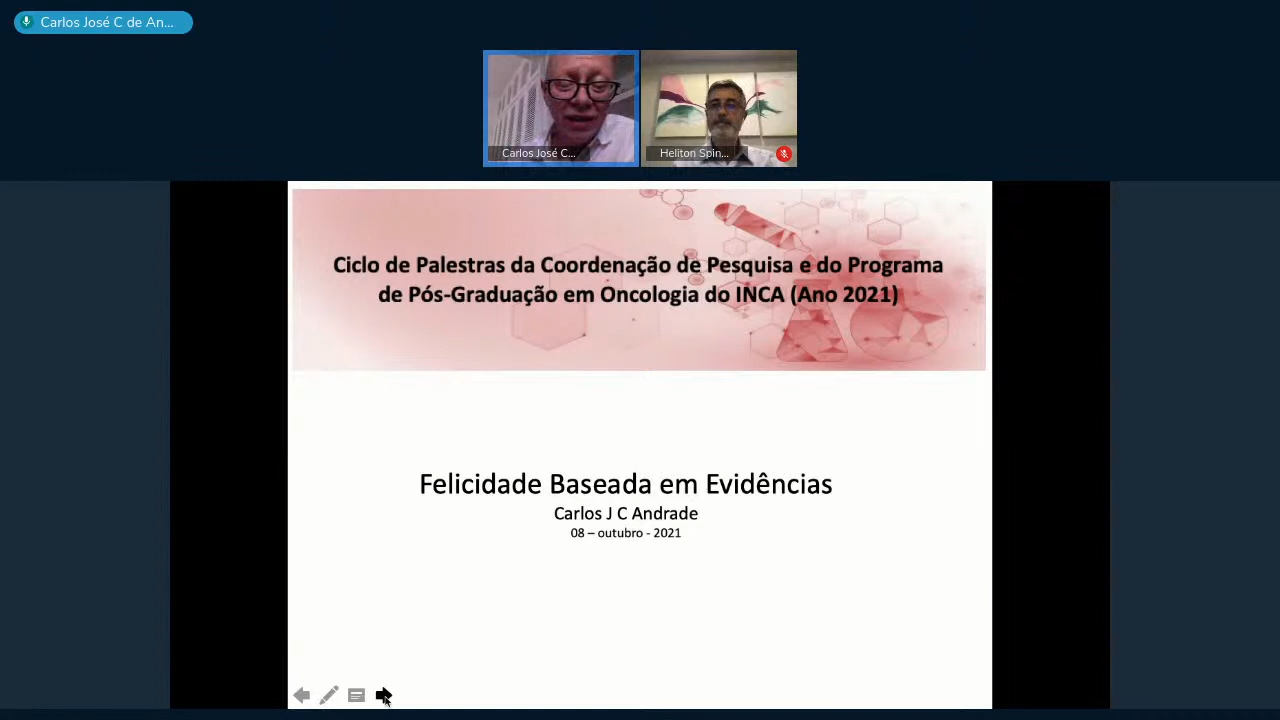 Carlos José C de An...
Carlos José C...
Heliton Spin...
Ciclo de Palestras da Coordenação de Pesquisa e do Programa
de Pós-Graduação em Oncologia do INCA (Ano 2021)
Felicidade Baseada em Evidências
Carlos J C Andrade
08 – outubro - 2021